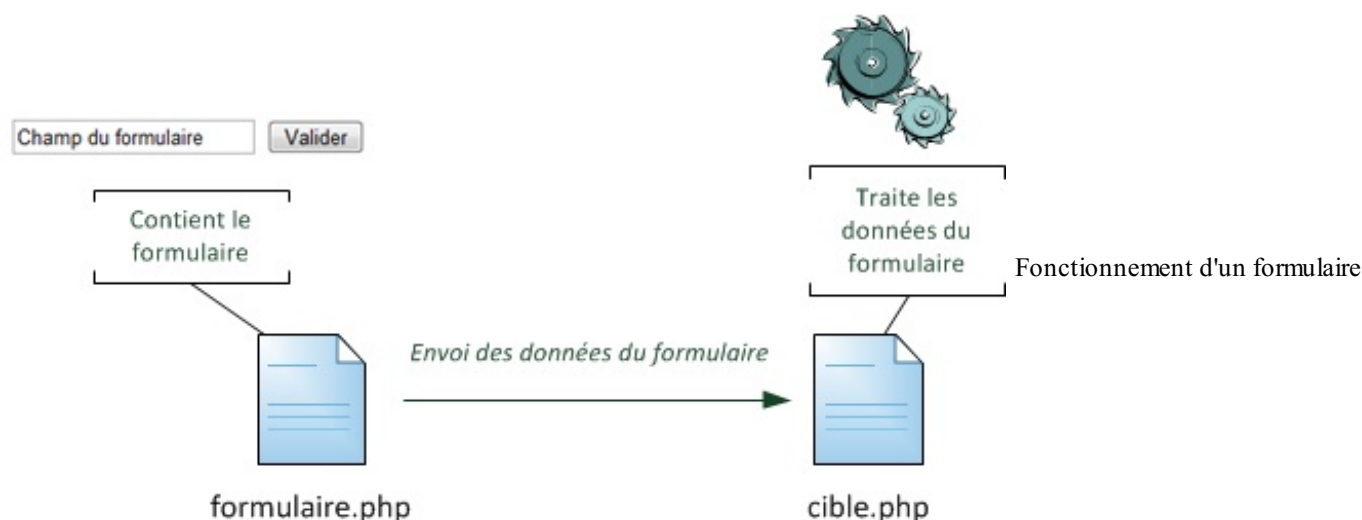 Champ du formulaire
Valider
Contient le
formulaire
Traite les
données du
formulaire
Fonctionnement d'un formulaire
Envoi des données du formulaire
formulaire.php
cible.php